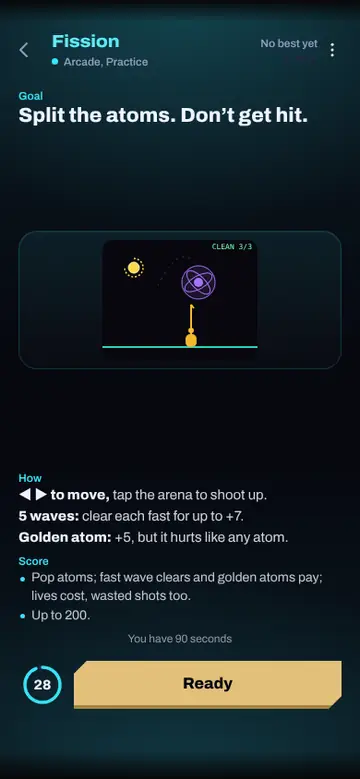 Fission
No best yet
Arcade, Practice
Goal
Split the atoms. Don’t get hit.
CLEAN 3/3
How
◀ ▶ to move, tap the arena to shoot up.
5 waves: clear each fast for up to +7.
Golden atom: +5, but it hurts like any atom.
Score
• Pop atoms; fast wave clears and golden atoms pay;
lives cost, wasted shots too.
• Up to 200.
You have 90 seconds
28
Ready